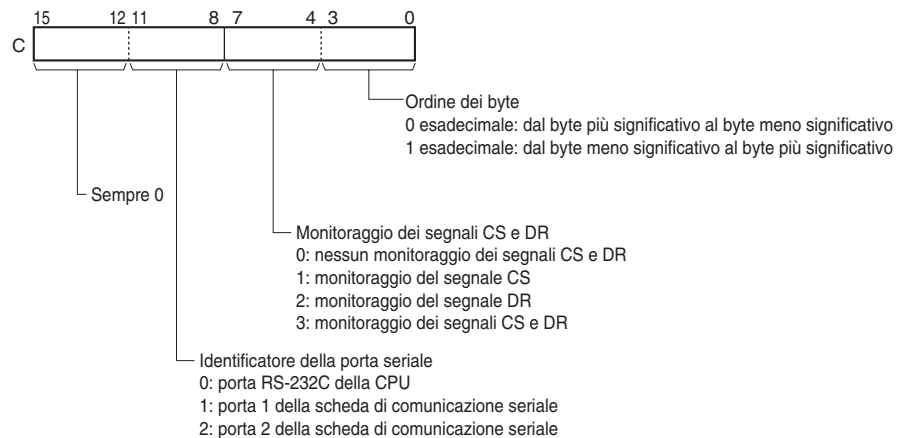 15 12 11 8 7 4 3 0
C
Ordine dei byte
0 esadecimale: dal byte più significativo al byte meno significativo
1 esadecimale: dal byte meno significativo al byte più significativo
Sempre 0
Monitoraggio dei segnali CS e DR
0: nessun monitoraggio dei segnali CS e DR
1: monitoraggio del segnale CS
2: monitoraggio del segnale DR
3: monitoraggio dei segnali CS e DR
Identificatore della porta seriale
0: porta RS-232C della CPU
1: porta 1 della scheda di comunicazione seriale
2: porta 2 della scheda di comunicazione seriale